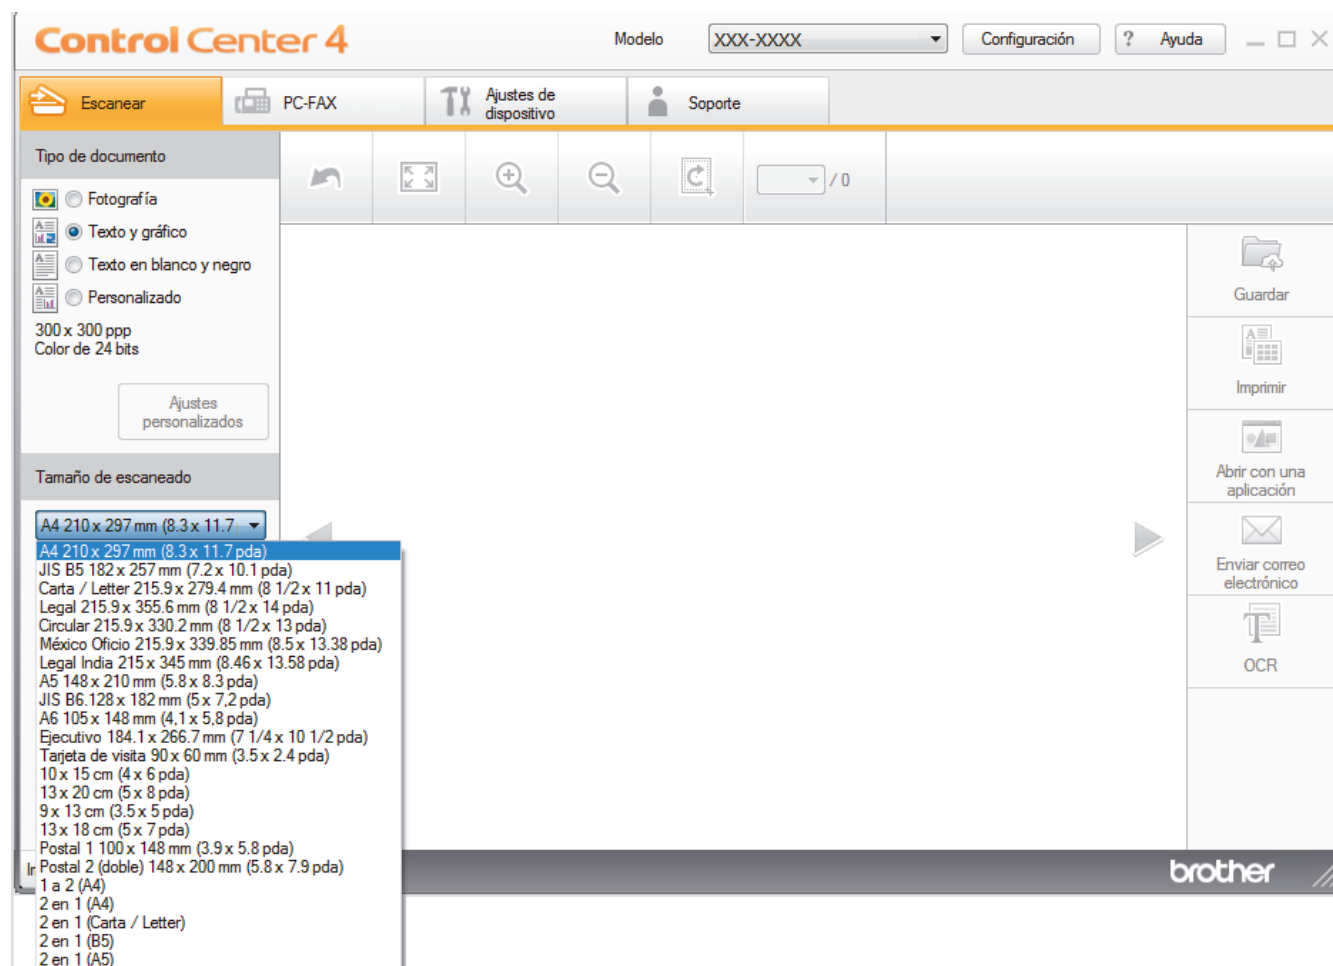 Control Center 4
Modelo
XXX-XXXX
Configuración
? Ayuda
Escanear
PC-FAX
Ajustes de
dispositivo
Soporte
Tipo de documento
/ 0
Fotografía
Texto y gráfico
Texto en blanco y negro
Personalizado
300 x 300 ppp
Color de 24 bits
Ajustes
personalizados
Tamaño de escaneado
A4 210 x 297 mm (8.3 x 11.7
A4 210 x 297 mm (8.3 x 11.7 pda)
JIS B5 182 x 257 mm (7.2 x 10.1 pda)
Carta / Letter 215.9 x 279.4 mm (8 1/2 x 11 pda)
Legal 215.9 x 355.6 mm (8 1/2 x 14 pda)
Circular 215.9 x 330.2 mm (8 1/2 x 13 pda)
México Oficio 215.9 x 339.85 mm (8.5 x 13.38 pda)
Legal India 215 x 345 mm (8.46 x 13.58 pda)
A5 148 x 210 mm (5.8 x 8.3 pda)
JIS B6.128 x 182 mm (5 x 7,2 pda)
A6 105 x 148 mm (4,1 x 5,8 pda)
Ejecutivo 184.1 x 266.7 mm (7 1/4 x 10 1/2 pda)
Tarjeta de visita 90 x 60 mm (3.5 x 2.4 pda)
10 x 15 cm (4 x 6 pda)
13 x 20 cm (5 x 8 pda)
9 x 13 cm (3.5 x 5 pda)
13 x 18 cm (5 x 7 pda)
Postal 1 100 x 148 mm (3.9 x 5.8 pda)
Postal 2 (doble) 148 x 200 mm (5.8 x 7.9 pda)
1 a 2 (A4)
2 en 1 (A4)
2 en 1 (Carta / Letter)
2 en 1 (B5)
2 en 1 (A5)
Guardar
Imprimir
Abrir con una
aplicación
Enviar correo
electrónico
OCR
brother